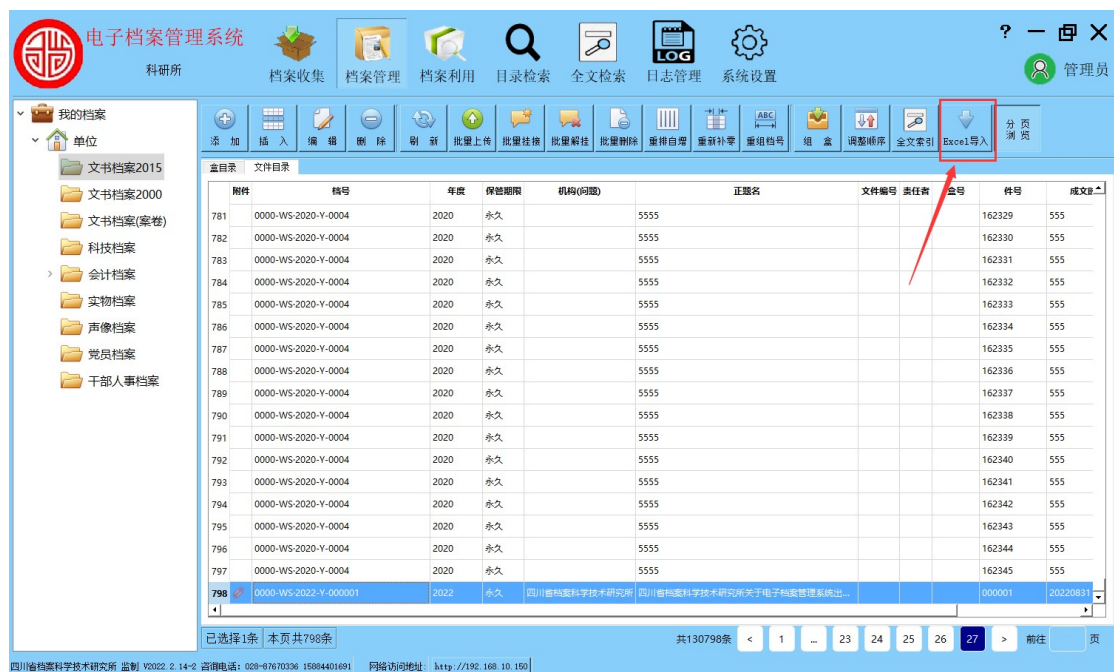 电子档案管理系统
科研所
档案收集 档案管理 档案利用 目录检索 全文检索 LOG 日志管理 系统设置
? 管理员
我的档案
单位
文书档案2015
文书档案2000
文书档案(案卷)
科技档案
会计档案
实物档案
声像档案
党员档案
干部人事档案
添 加 插 入 编 辑 删 除 刷 新 批量上传 批量挂接 批量解挂 批量删除 重排自增 重新补零 ABC 重组档号 组 盒 调整顺序 全文索引 Excel导入 分 页 浏 览
盒目录 文件目录
附件 档号 年度 保管期限 机构(问题) 正题名 文件编号 责任者 盒号 件号
781 0000-WS-2020-Y-0004 2020 永久 5555 162329 555
782 0000-WS-2020-Y-0004 2020 永久 5555 162330 555
783 0000-WS-2020-Y-0004 2020 永久 5555 162331 555
784 0000-WS-2020-Y-0004 2020 永久 5555 162332 555
785 0000-WS-2020-Y-0004 2020 永久 5555 162333 555
786 0000-WS-2020-Y-0004 2020 永久 5555 162334 555
787 0000-WS-2020-Y-0004 2020 永久 5555 162335 555
788 0000-WS-2020-Y-0004 2020 永久 5555 162336 555
789 0000-WS-2020-Y-0004 2020 永久 5555 162337 555
790 0000-WS-2020-Y-0004 2020 永久 5555 162338 555
791 0000-WS-2020-Y-0004 2020 永久 5555 162339 555
792 0000-WS-2020-Y-0004 2020 永久 5555 162340 555
793 0000-WS-2020-Y-0004 2020 永久 5555 162341 555
794 0000-WS-2020-Y-0004 2020 永久 5555 162342 555
795 0000-WS-2020-Y-0004 2020 永久 5555 162343 555
796 0000-WS-2020-Y-0004 2020 永久 5555 162344 555
797 0000-WS-2020-Y-0004 2020 永久 5555 162345 555
798 0000-WS-2022-Y-000001 2022 永久 四川省档案科学技术研究所 四川省档案科学技术研究所关于电子档案管理系统出... 000001 20220831
已选择1条 本页共798条 共130798条 < 1 ... 23 24 25 26 27 > 前往 页
四川省档案科学技术研究所 监制 V2022.2.14-2 咨询电话: 028-87670336 15884401691 网络访问地址: http://192.168.10.150